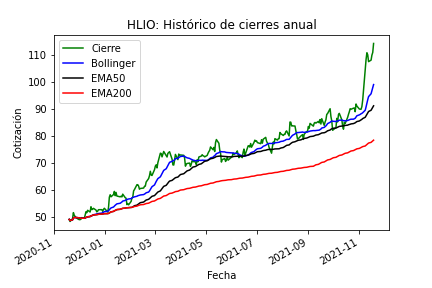 HLIO: Histórico de cierres anual
Cierre
Bollinger
EMA50
EMA200
Cotización
110
100
90
80
70
60
50
2020-11
2021-01
2021-03
2021-05
2021-07
2021-09
2021-11
Fecha